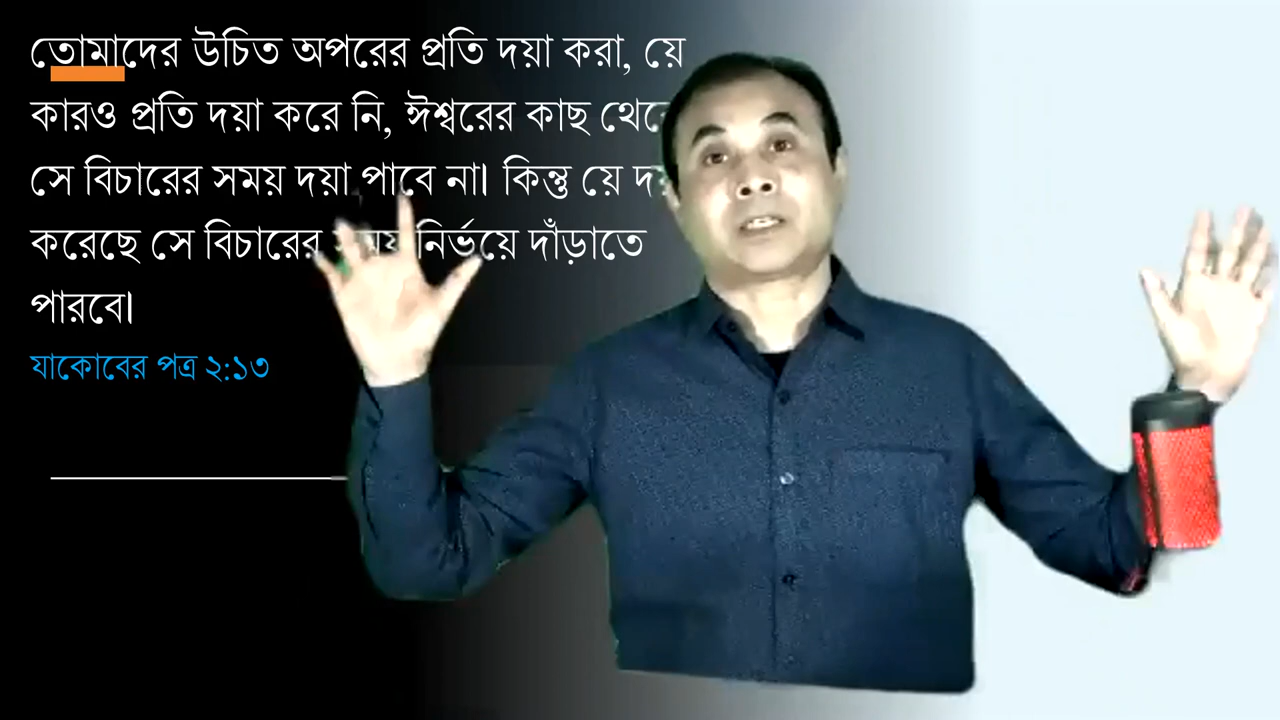 তোমাদের উচিত অপরের প্রতি দয়া করা, যে
কারও প্রতি দয়া করে নি, ঈশ্বরের কাছ
সে বিচারের সময় দয়া পাবে না। কিন্তু যে
করেছে সে বিচারের নির্ভয়ে দাঁড়াতে
পারবে।
যাকোবের পত্র ২:১৩